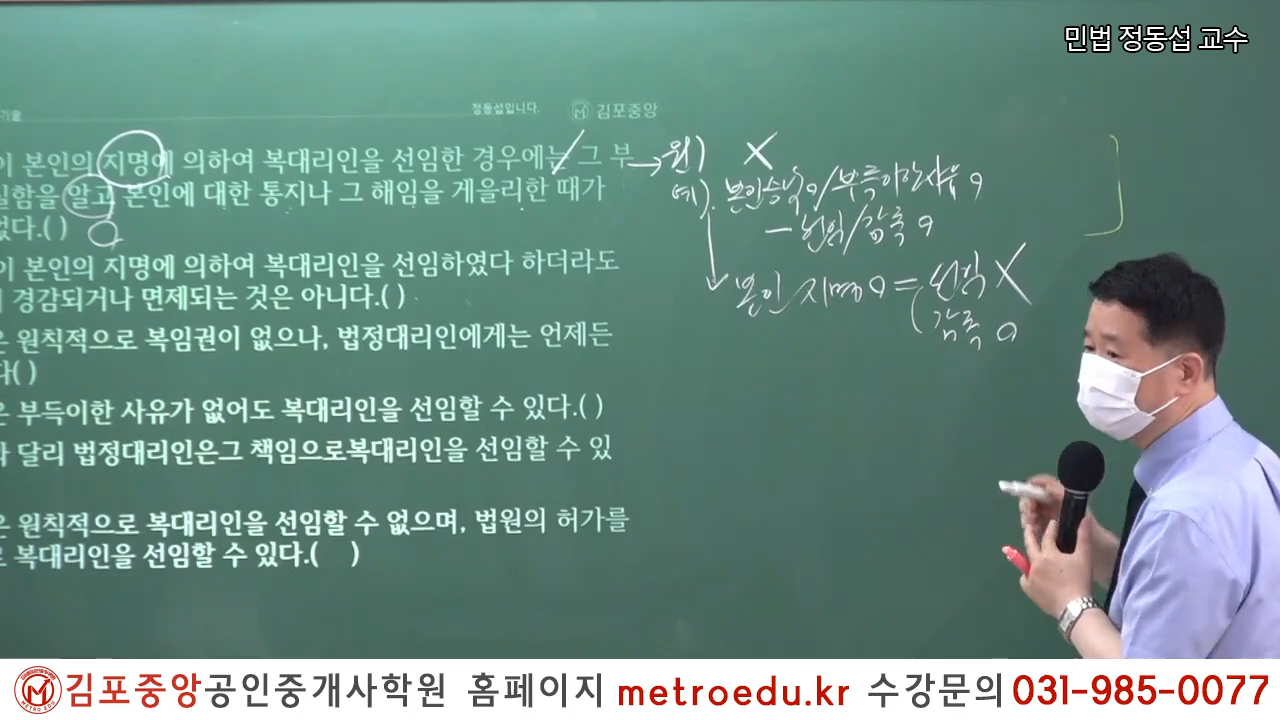 민법 정동섭 교수
기출
정동섭입니다. 김포중앙
이 본인의 지명에 의하여 복대리인을 선임한 경우에는 그 부
실함을 알고 본인에 대한 통지나 그 해임을 게을리한 때가
없다.( )
이 본인의 지명에 의하여 복대리인을 선임하였다 하더라도
경감되거나 면제되는 것은 아니다.( )
은 원칙적으로 복임권이 없으나, 법정대리인에게는 언제든
다( )
은 부득이한 사유가 없어도 복대리인을 선임할 수 있다.( )
와 달리 법정대리인은그 책임으로복대리인을 선임할 수 있
은 원칙적으로 복대리인을 선임할 수 없으며, 법원의 허가를
로 복대리인을 선임할 수 있다.( )
→ 원) X
예). 본인승낙 o/부득이한사유 o
- 선임/감독 o
본인 지명 o = 선임 X
감독 o
METRO EDU
김포중앙공인중개사학원 홈페이지 metroedu.kr 수강문의 031-985-0077